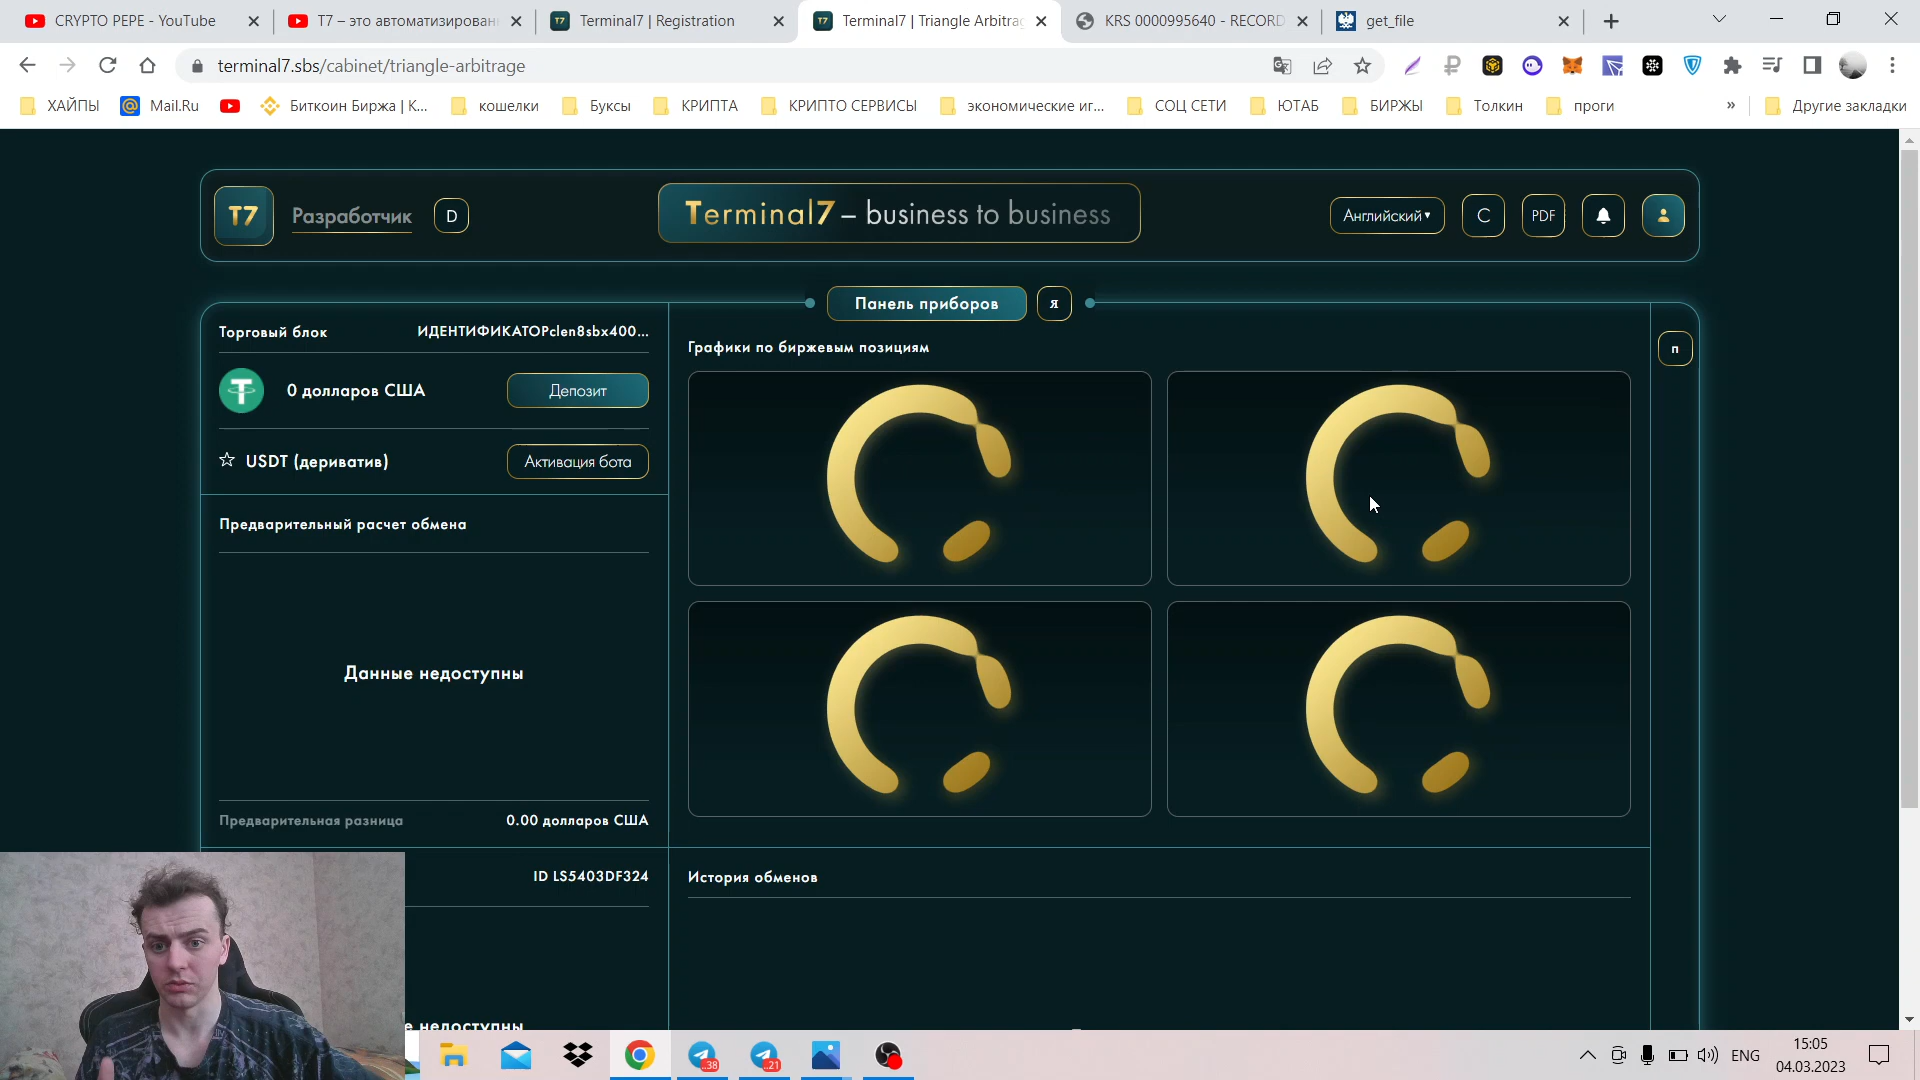 CRYPTO PEPE - YouTube
T7 – это автоматизирован
Terminal7 | Registration
Terminal7 | Triangle Arbitrag
KRS 0000995640 - RECORD
get_file
terminal7.sbs/cabinet/triangle-arbitrage
ХАЙПЫ
Mail.Ru
Биткоин Биржа | K...
кошелки
Буксы
КРИПТА
КРИПТО СЕРВИСЫ
экономические иг...
СОЦ СЕТИ
ЮТАБ
БИРЖЫ
Толкин
проги
»
Другие закладки
T7
Разработчик
D
Terminal7 – business to business
Английский
C
PDF
Панель приборов
я
Торговый блок
ИДЕНТИФИКАТОРclen8sbx400...
Графики по биржевым позициям
п
0 долларов США
Депозит
USDT (дериватив)
Активация бота
Предварительный расчет обмена
Данные недоступны
Предварительная разница
0.00 долларов США
ID LS5403DF324
История обменов
е недоступны
..38
..21
ENG
15:05
04.03.2023